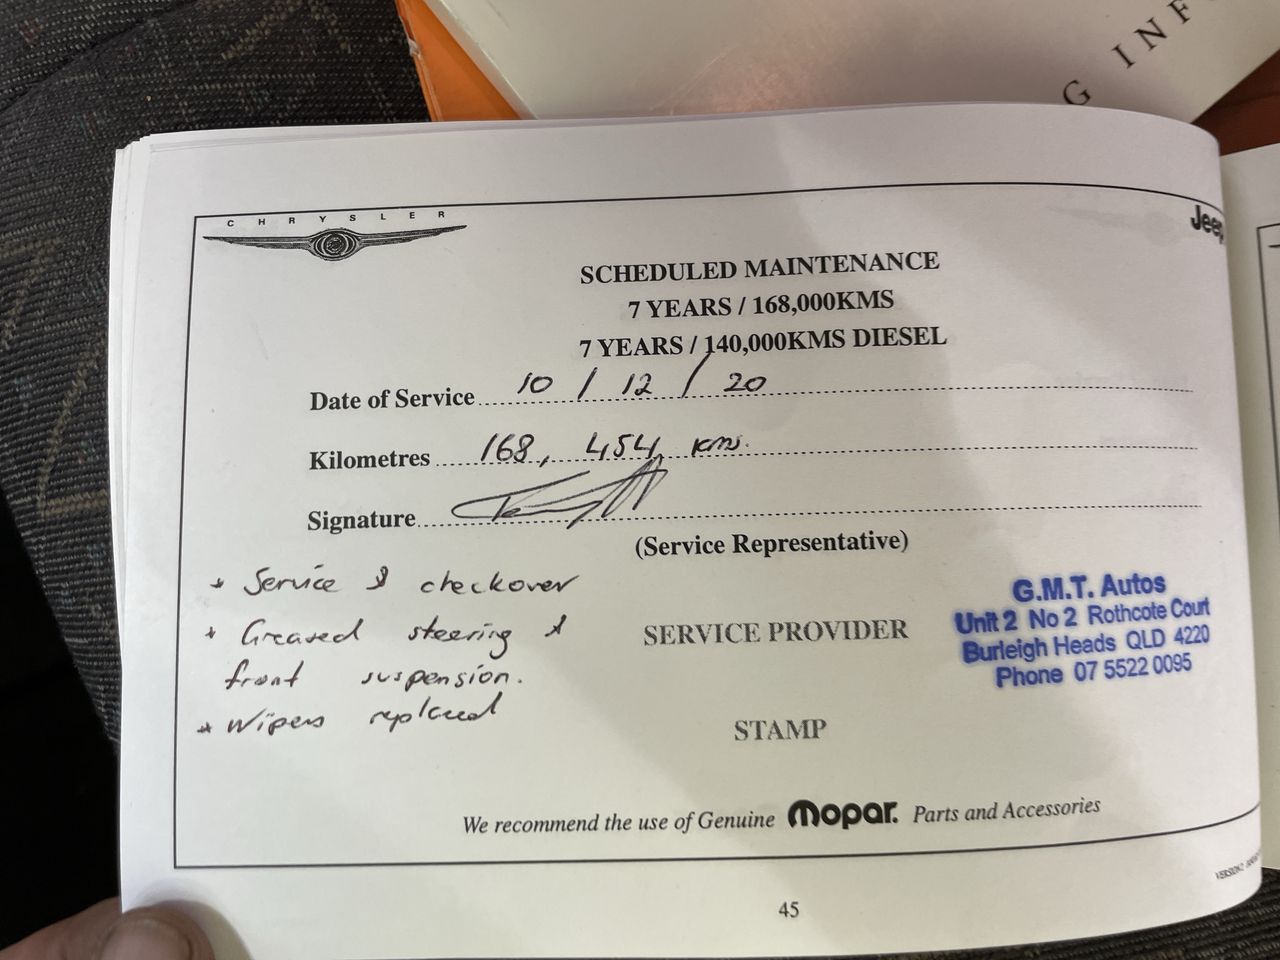 G INF
CHRYSLER
Jeep
SCHEDULED MAINTENANCE
7 YEARS / 168,000KMS
7 YEARS / 140,000KMS DIESEL
Date of Service 10 / 12 / 20
Kilometres 168, 454, kms.
Signature
(Service Representative)
* Service & checkover
* Greased steering &
front suspension.
* Wipers replaced
SERVICE PROVIDER
STAMP
G.M.T. Autos
Unit 2 No 2 Rothcote Court
Burleigh Heads QLD 4220
Phone 07 5522 0095
We recommend the use of Genuine Mopar. Parts and Accessories
45